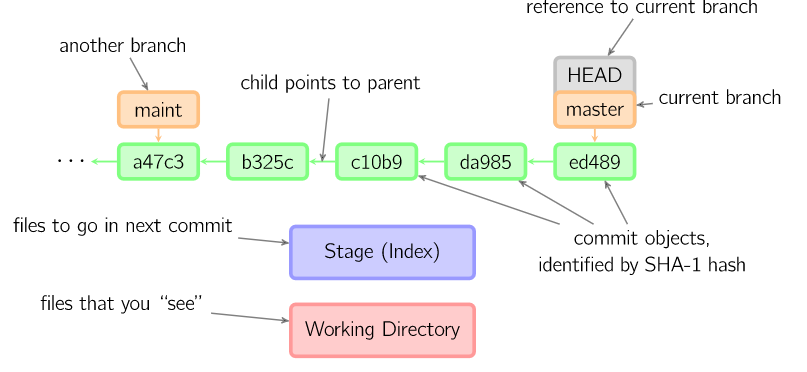 reference to current branch
another branch
HEAD
child points to parent
maint
master
current branch
··· a47c3 b325c c10b9 da985 ed489
files to go in next commit
commit objects,
identified by SHA-1 hash
Stage (Index)
files that you “see”
Working Directory